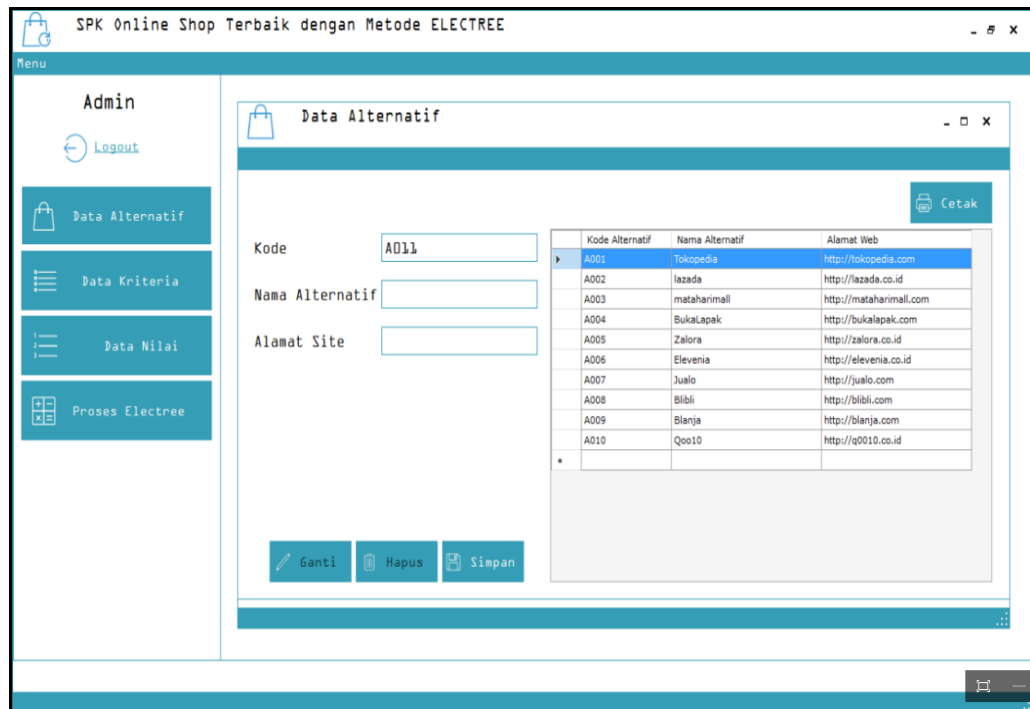 SPK Online Shop Terbaik dengan Metode ELECTREE
Menu
Admin
Logout
Data Alternatif
Data Kriteria
Data Nilai
Proses Electree
Data Alternatif
Cetak
Kode A011
Nama Alternatif
Alamat Site
Kode Alternatif Nama Alternatif Alamat Web
A001 Tokopedia http://tokopedia.com
A002 lazada http://lazada.co.id
A003 mataharimall http://mataharimall.com
A004 BukaLapak http://bukalapak.com
A005 Zalora http://zalora.co.id
A006 Elevenia http://elevenia.co.id
A007 Jualo http://jualo.com
A008 Blibli http://blibli.com
A009 Blanja http://blanja.com
A010 Qoo10 http://q0010.co.id
Ganti Hapus Simpan